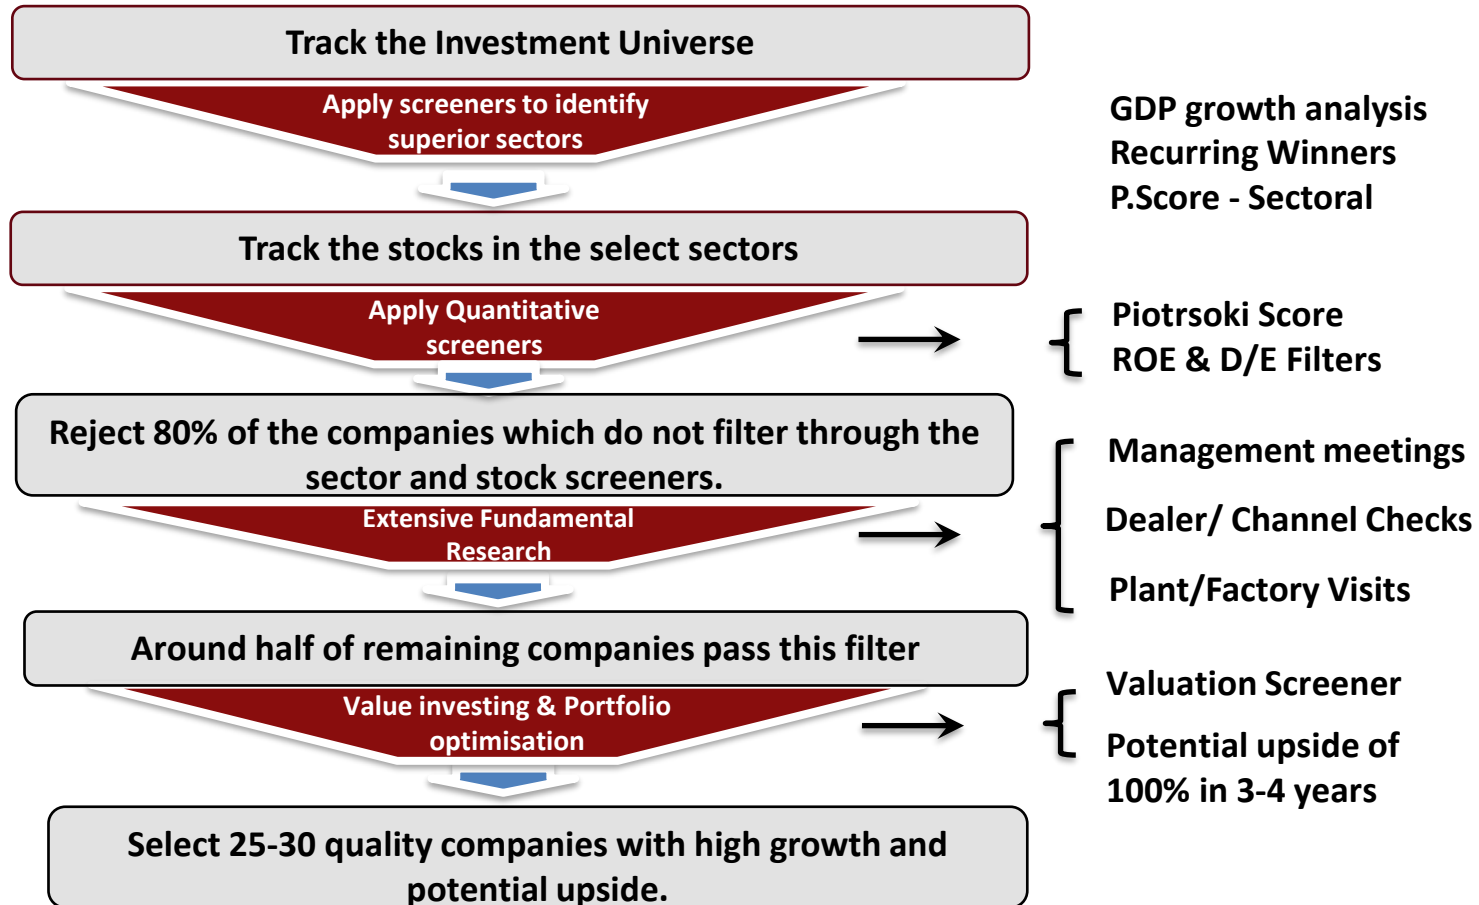 Track the Investment Universe
Apply screeners to identify
superior sectors
GDP growth analysis
Recurring Winners
P.Score - Sectoral
Track the stocks in the select sectors
Apply Quantitative
screeners
Piotrsoki Score
ROE & D/E Filters
Reject 80% of the companies which do not filter through the
sector and stock screeners.
Extensive Fundamental
Research
Management meetings
Dealer/ Channel Checks
Plant/Factory Visits
Around half of remaining companies pass this filter
Value investing & Portfolio
optimisation
Valuation Screener
Potential upside of
100% in 3-4 years
Select 25-30 quality companies with high growth and
potential upside.